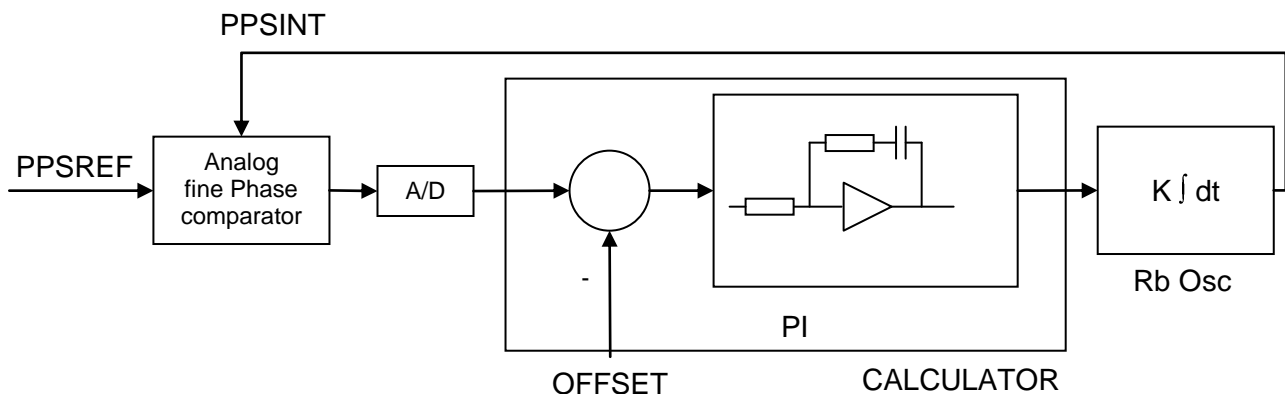 PPSINT
PPSREF
Analog
fine Phase
comparator
A/D
-
OFFSET
PI
CALCULATOR
K ∫ dt
Rb Osc